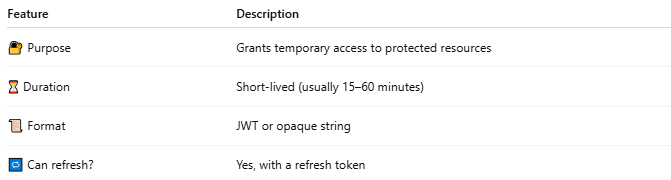 Feature Description
🔐 Purpose Grants temporary access to protected resources
⏳ Duration Short-lived (usually 15–60 minutes)
📜 Format JWT or opaque string
🔁 Can refresh? Yes, with a refresh token